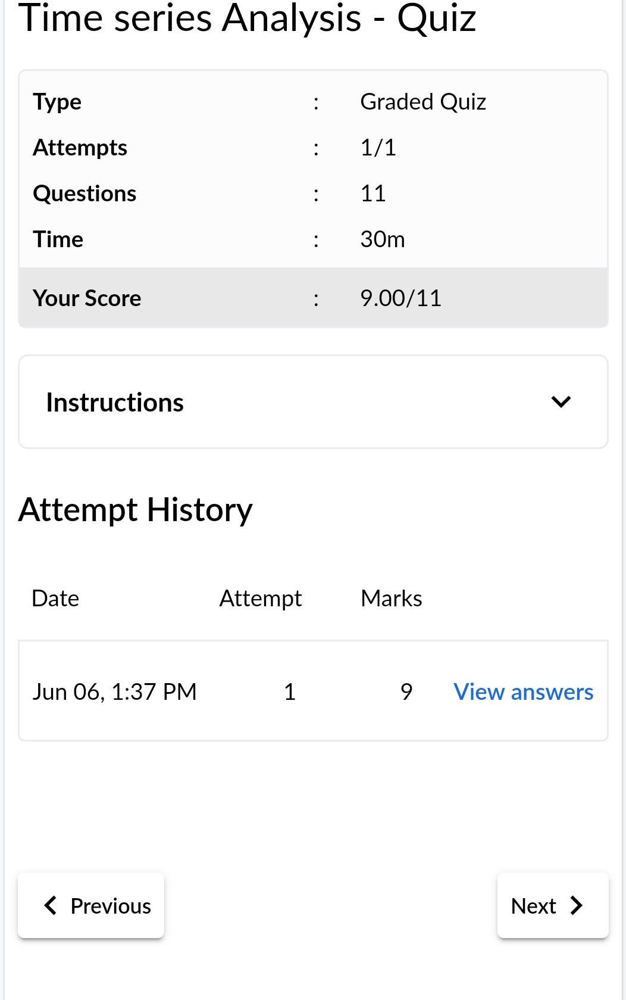 Time series Analysis - Quiz
Type : Graded Quiz
Attempts : 1/1
Questions : 11
Time : 30m
Your Score : 9.00/11
Instructions
Attempt History
Date Attempt Marks
Jun 06, 1:37 PM 1 9 View answers
Previous Next